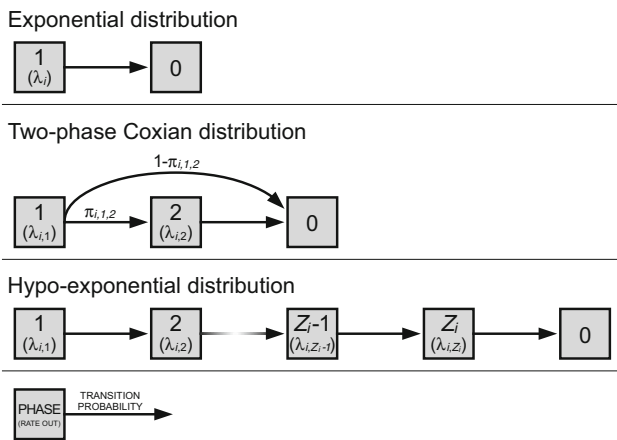 Exponential distribution
1 0
(λi)
Two-phase Coxian distribution
1-πi,1,2
1 πi,1,2 2 0
(λi,1) (λi,2)
Hypo-exponential distribution
1 2 Zi-1 Zi 0
(λi,1) (λi,2) (λi,Zi-1) (λi,Zi)
PHASE TRANSITION
(RATE OUT) PROBABILITY